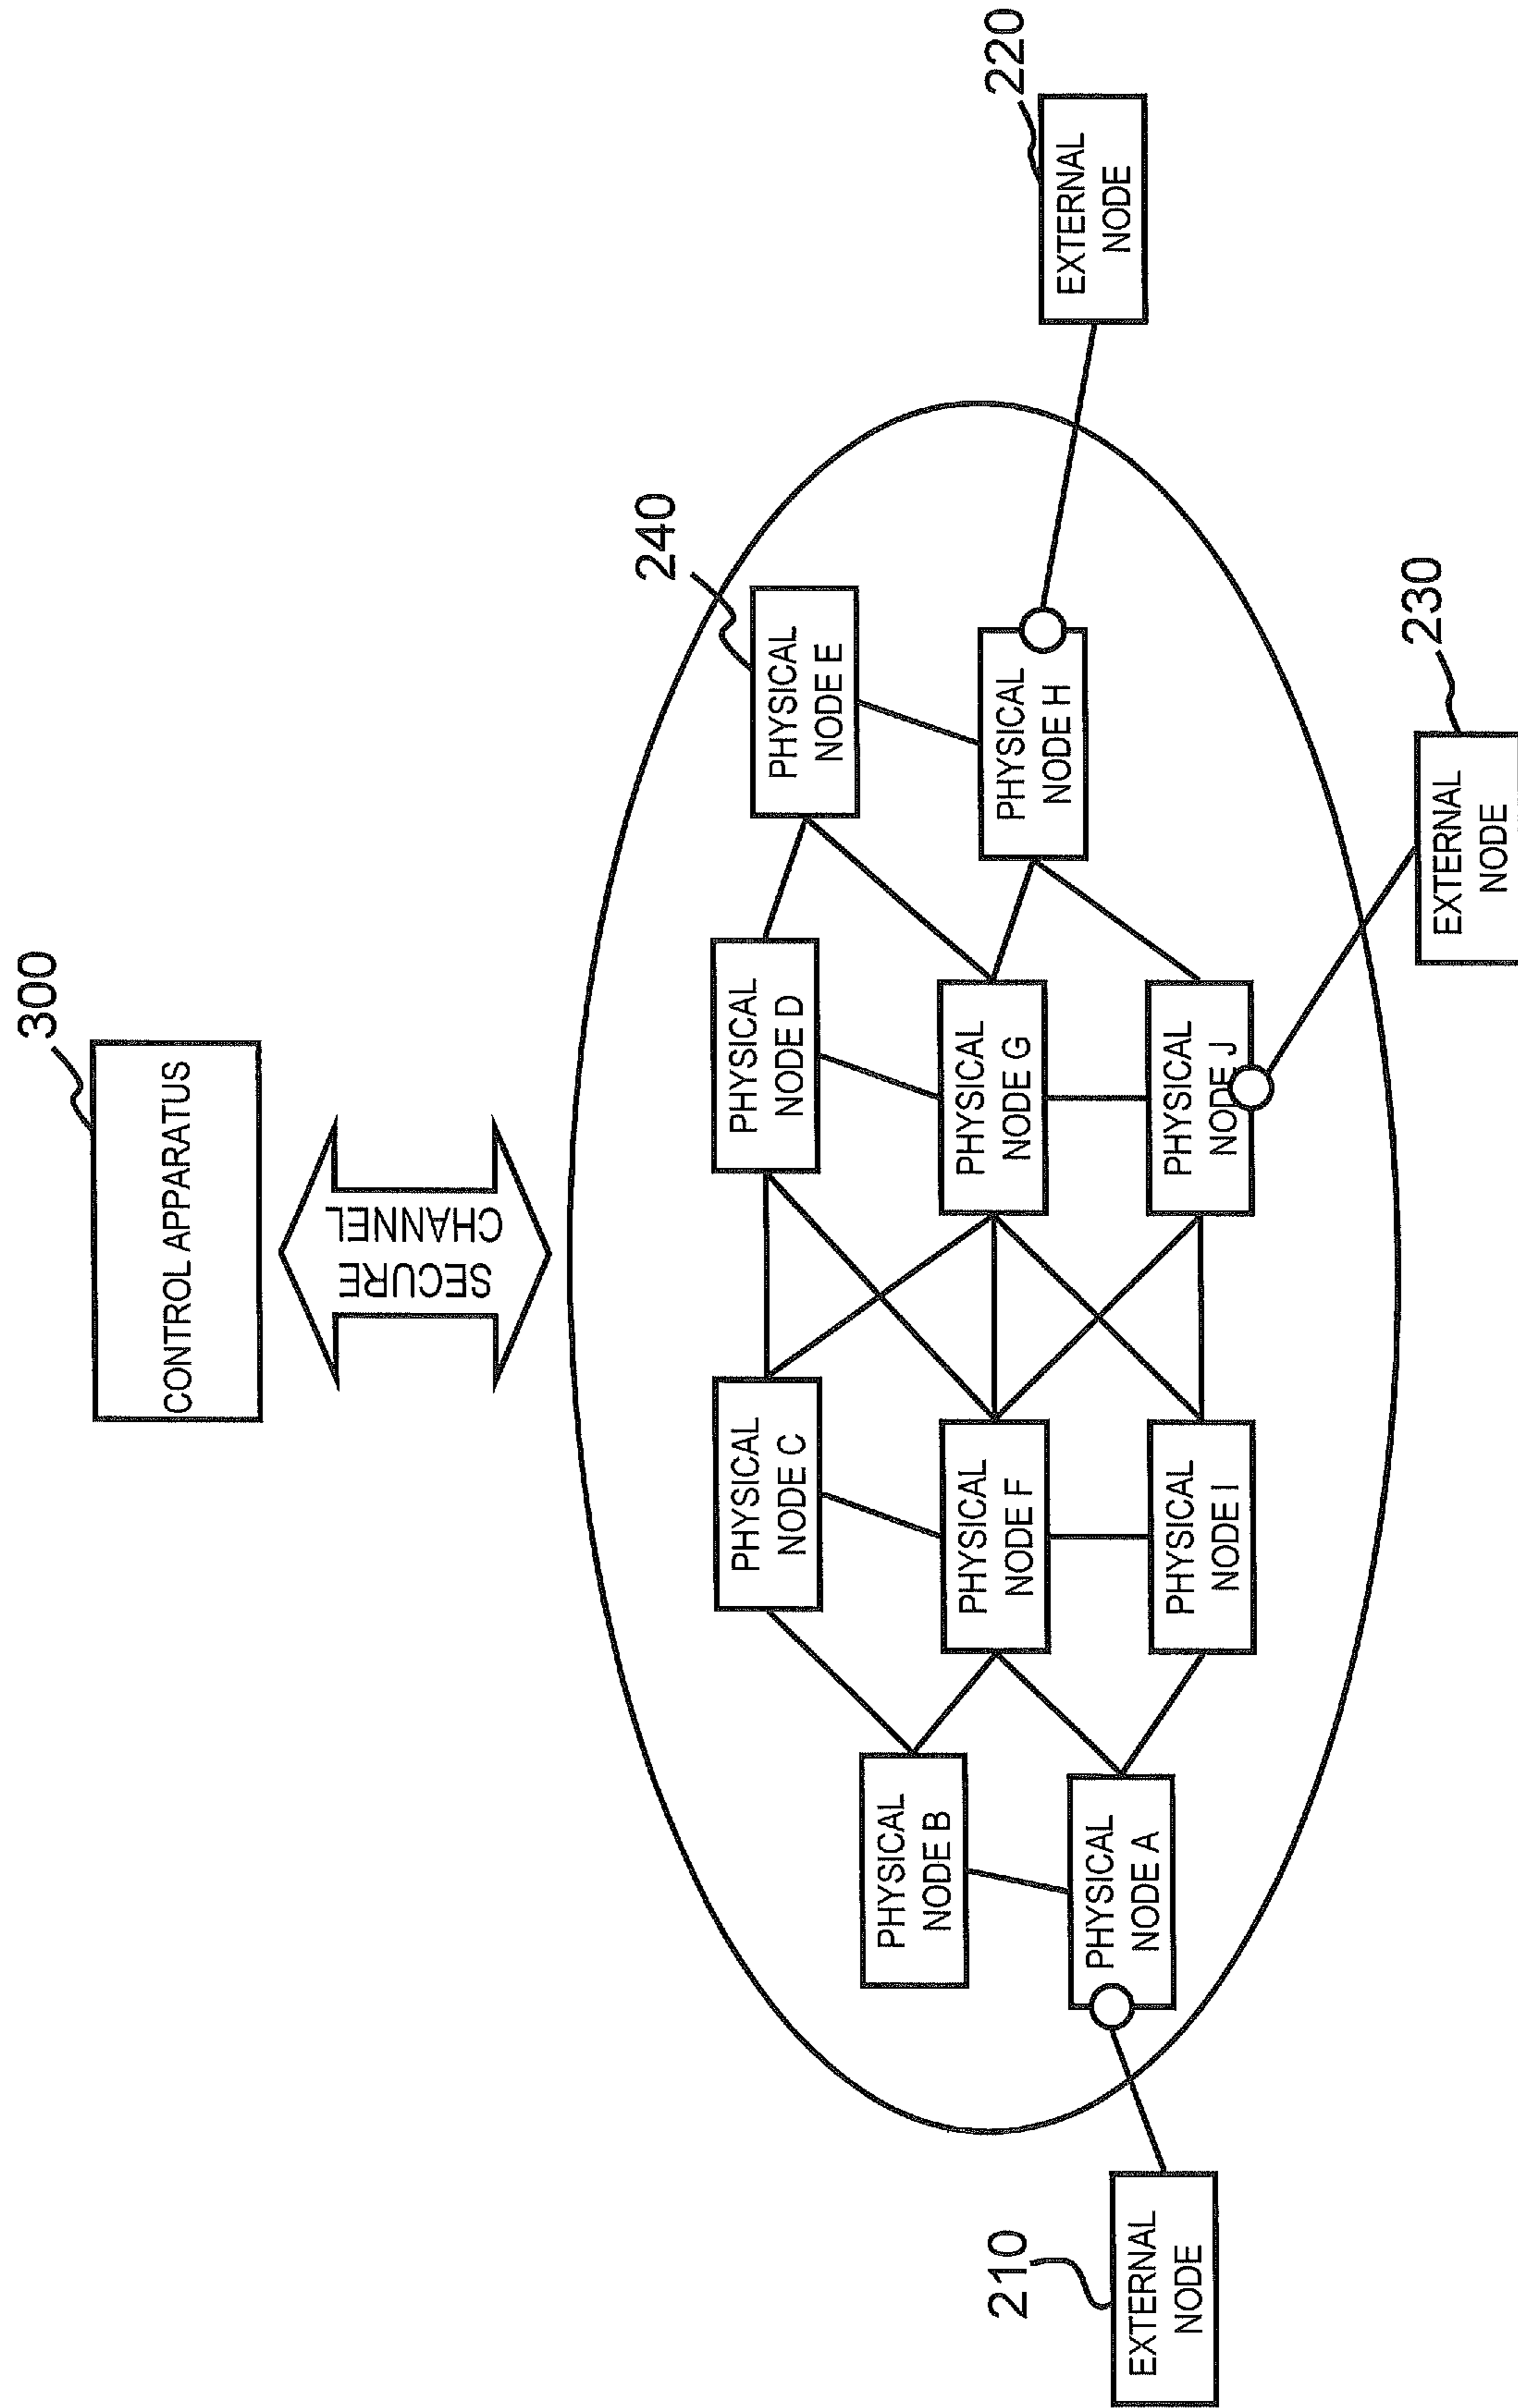 300
CONTROL APPARATUS
SECURE
CHANNEL
240
PHYSICAL
NODE E
PHYSICAL
NODE D
PHYSICAL
NODE C
PHYSICAL
NODE B
220
EXTERNAL
NODE
PHYSICAL
NODE H
PHYSICAL
NODE G
PHYSICAL
NODE F
PHYSICAL
NODE A
PHYSICAL
NODE J
PHYSICAL
NODE I
210
EXTERNAL
NODE
230
EXTERNAL
NODE